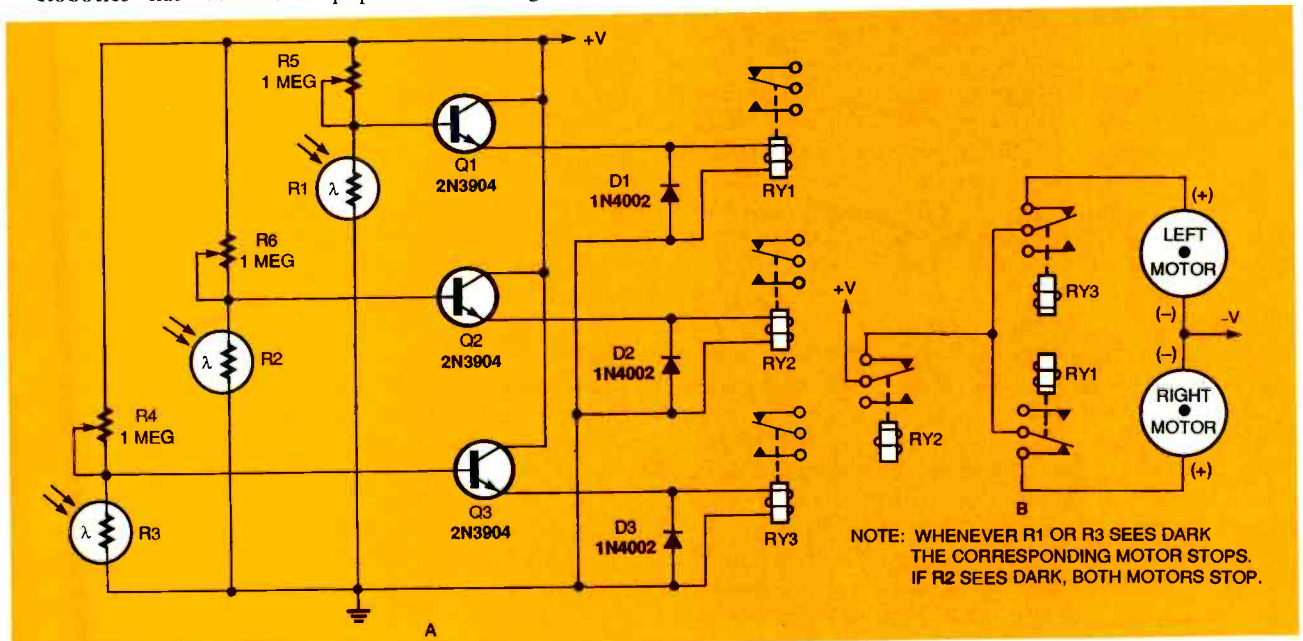 +V
R5
1 MEG
Q1
2N3904
R1
D1
1N4002
RY1
R6
1 MEG
λ
Q2
2N3904
R2
λ
D2
1N4002
RY2
R4
1 MEG
Q3
2N3904
R3
λ
D3
1N4002
RY3
A
+V
RY2
RY3
RY1
(+)
LEFT
MOTOR
(–)
–V
(–)
RIGHT
MOTOR
(+)
B
NOTE: WHENEVER R1 OR R3 SEES DARK
THE CORRESPONDING MOTOR STOPS.
IF R2 SEES DARK, BOTH MOTORS STOP.